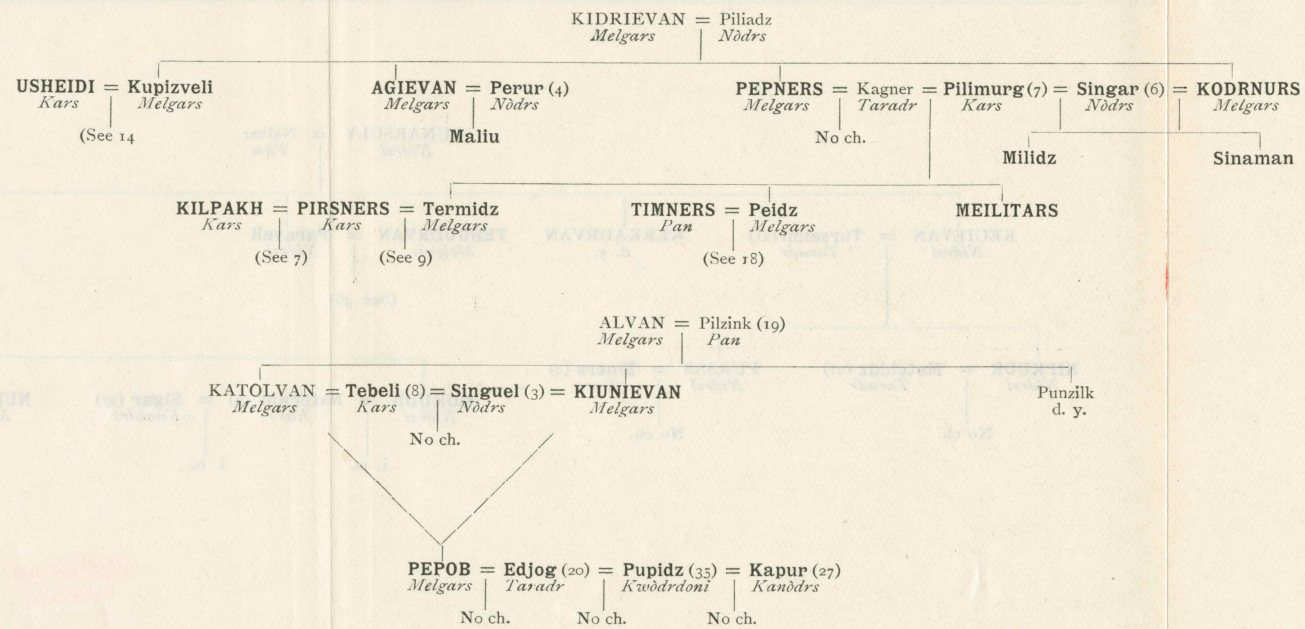 KIDRIEVAN = Piliadz
Melgars Nòdrs
USHEIDI = Kupizveli AGIEVAN = Perur (4) PEPNERS = Kagner = Pilimurg (7) = Singar (6) = KODRNURS
Kars Melgars Melgars Nòdrs Melgars Taradr Kars Nòdrs Melgars
(See 14 Maliu No ch. Milidz Sinaman
KILPAKH = PIRSNERS = Termidz TIMNERS = Peidz MEILITARS
Kars Kars Melgars Pan Melgars
(See 7) (See 9) (See 18)
ALVAN = Pilzink (19)
Melgars Pan
KATOLVAN = Tebeli (8) = Singuel (3) = KIUNIEVAN Punzilk
Melgars Kars Nòdrs Melgars d. y.
No ch.
PEPOB = Edjog (20) = Pupidz (35) = Kapur (27)
Melgars Taradr Kwòdrdoni Kanòdrs
No ch. No ch. No ch.